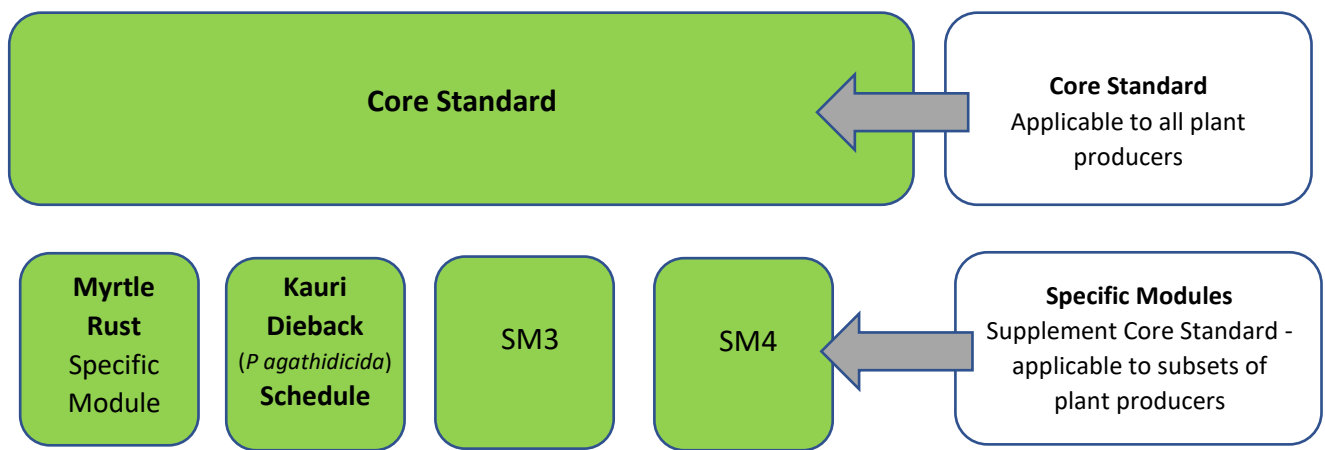 Core Standard
Core Standard
Applicable to all plant
producers
Myrtle
Rust
Specific
Module
Kauri
Dieback
(P agathidicida)
Schedule
SM3
SM4
Specific Modules
Supplement Core Standard -
applicable to subsets of
plant producers